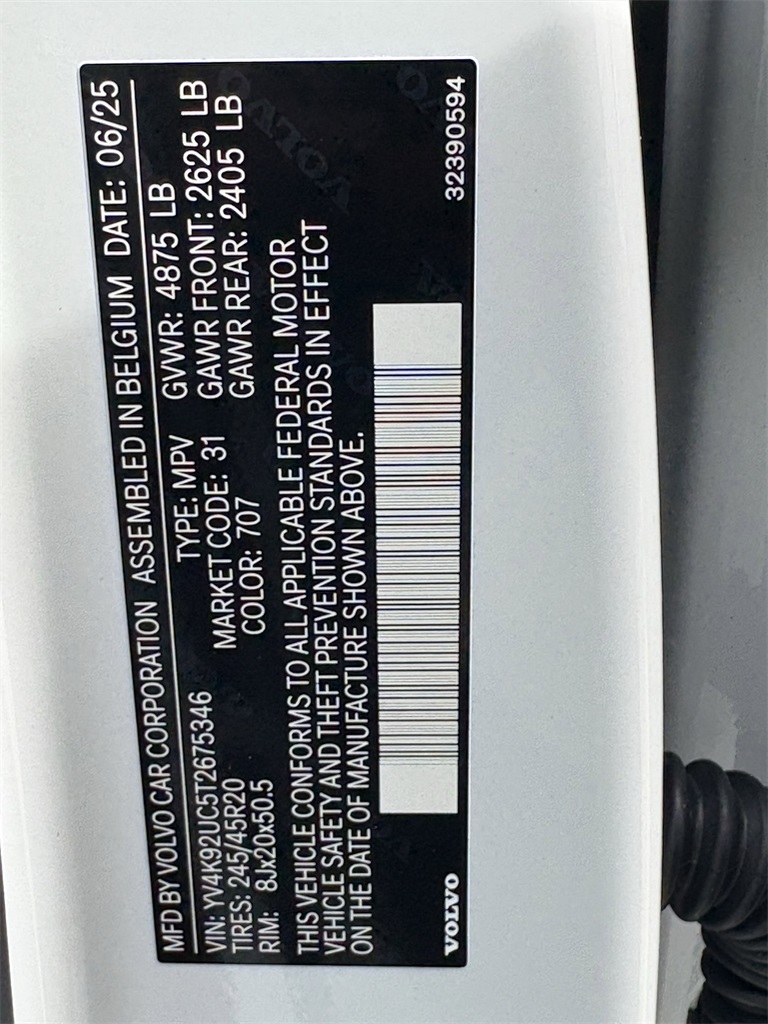 MFD BY VOLVO CAR CORPORATION ASSEMBLED IN BELGIUM DATE: 06/25
VIN: YV4K92UC5T2675346 TYPE: MPV GVWR: 4875 LB
TIRES: 245/45R20 MARKET CODE: 31 GAWR FRONT: 2625 LB
RIM: 8Jx20x50.5 COLOR: 707 GAWR REAR: 2405 LB
THIS VEHICLE CONFORMS TO ALL APPLICABLE FEDERAL MOTOR
VEHICLE SAFETY AND THEFT PREVENTION STANDARDS IN EFFECT
ON THE DATE OF MANUFACTURE SHOWN ABOVE.
VOLVO 32390594